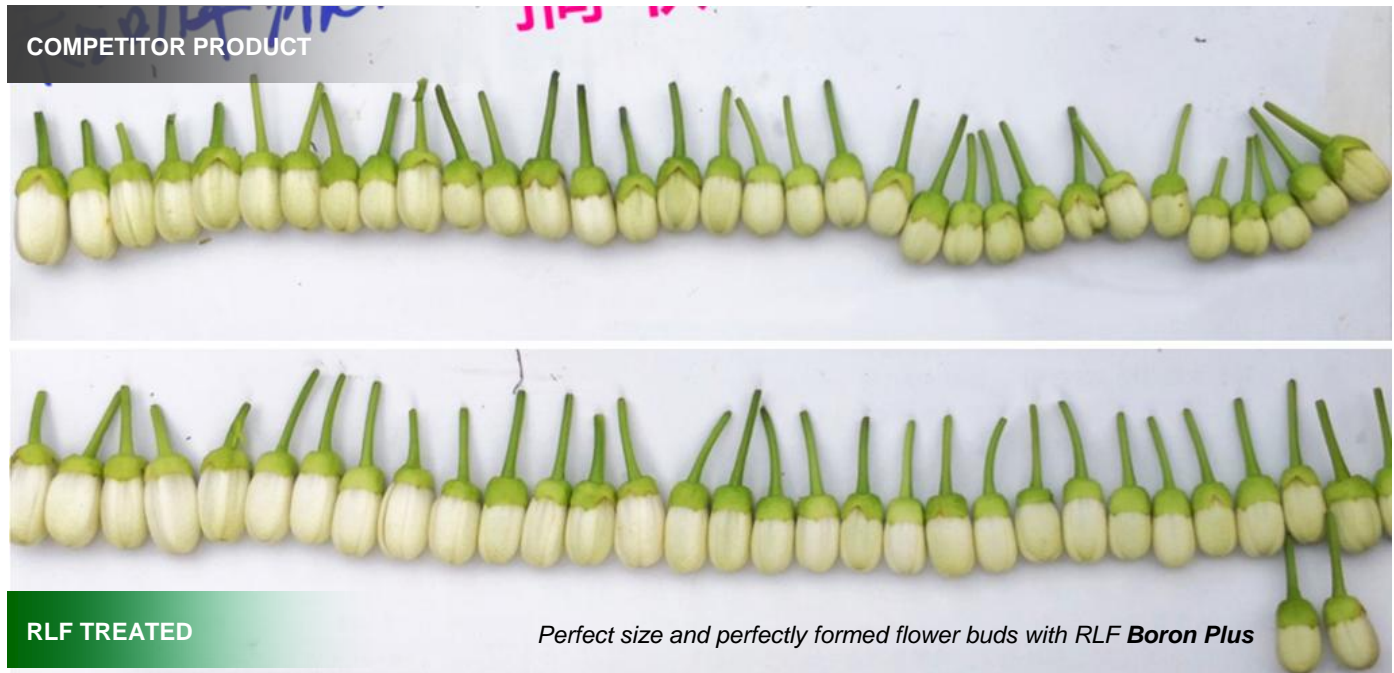 COMPETITOR PRODUCT
RLF TREATED
Perfect size and perfectly formed flower buds with RLF Boron Plus